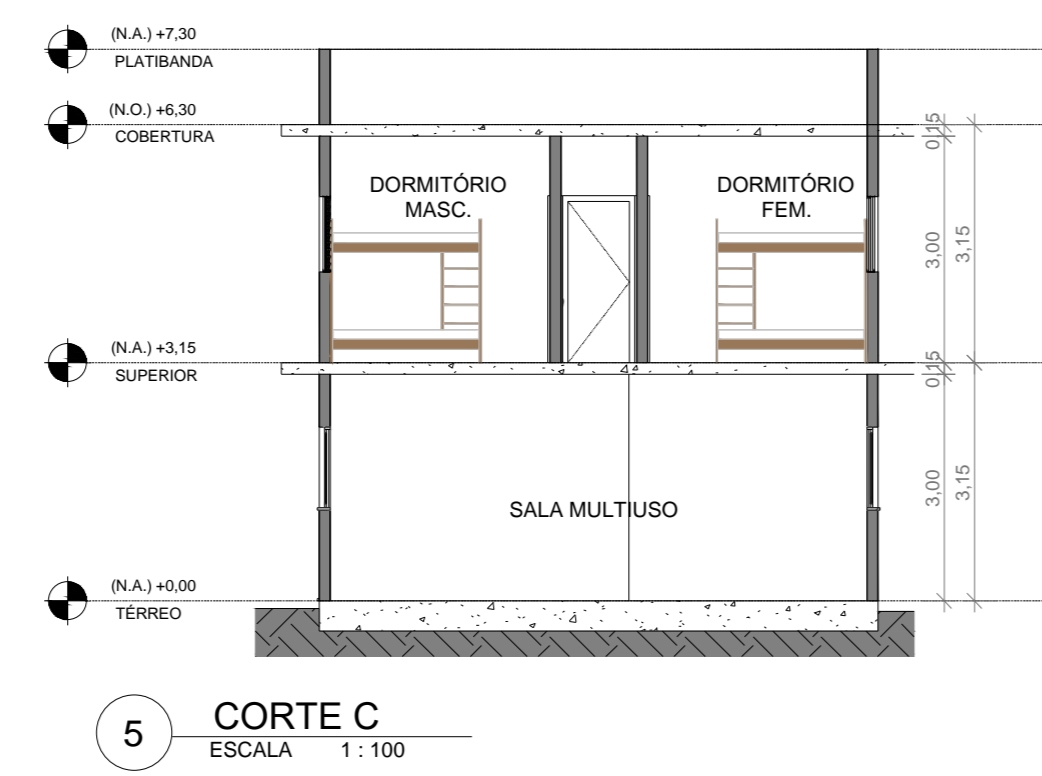 (N.A.) +7,30
PLATIBANDA
(N.O.) +6,30
COBERTURA
0,15
DORMITÓRIO
MASC.
DORMITÓRIO
FEM.
3,00
3,15
(N.A.) +3,15
SUPERIOR
0,15
3,00
3,15
SALA MULTIUSO
(N.A.) +0,00
TÉRREO
5
CORTE C
ESCALA 1 : 100